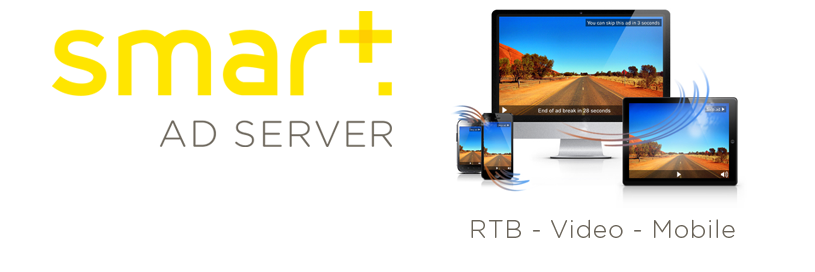 smart
AD SERVER
You can skip this ad in 3 seconds
End of ad break in 28 seconds
RTB - Video - Mobile